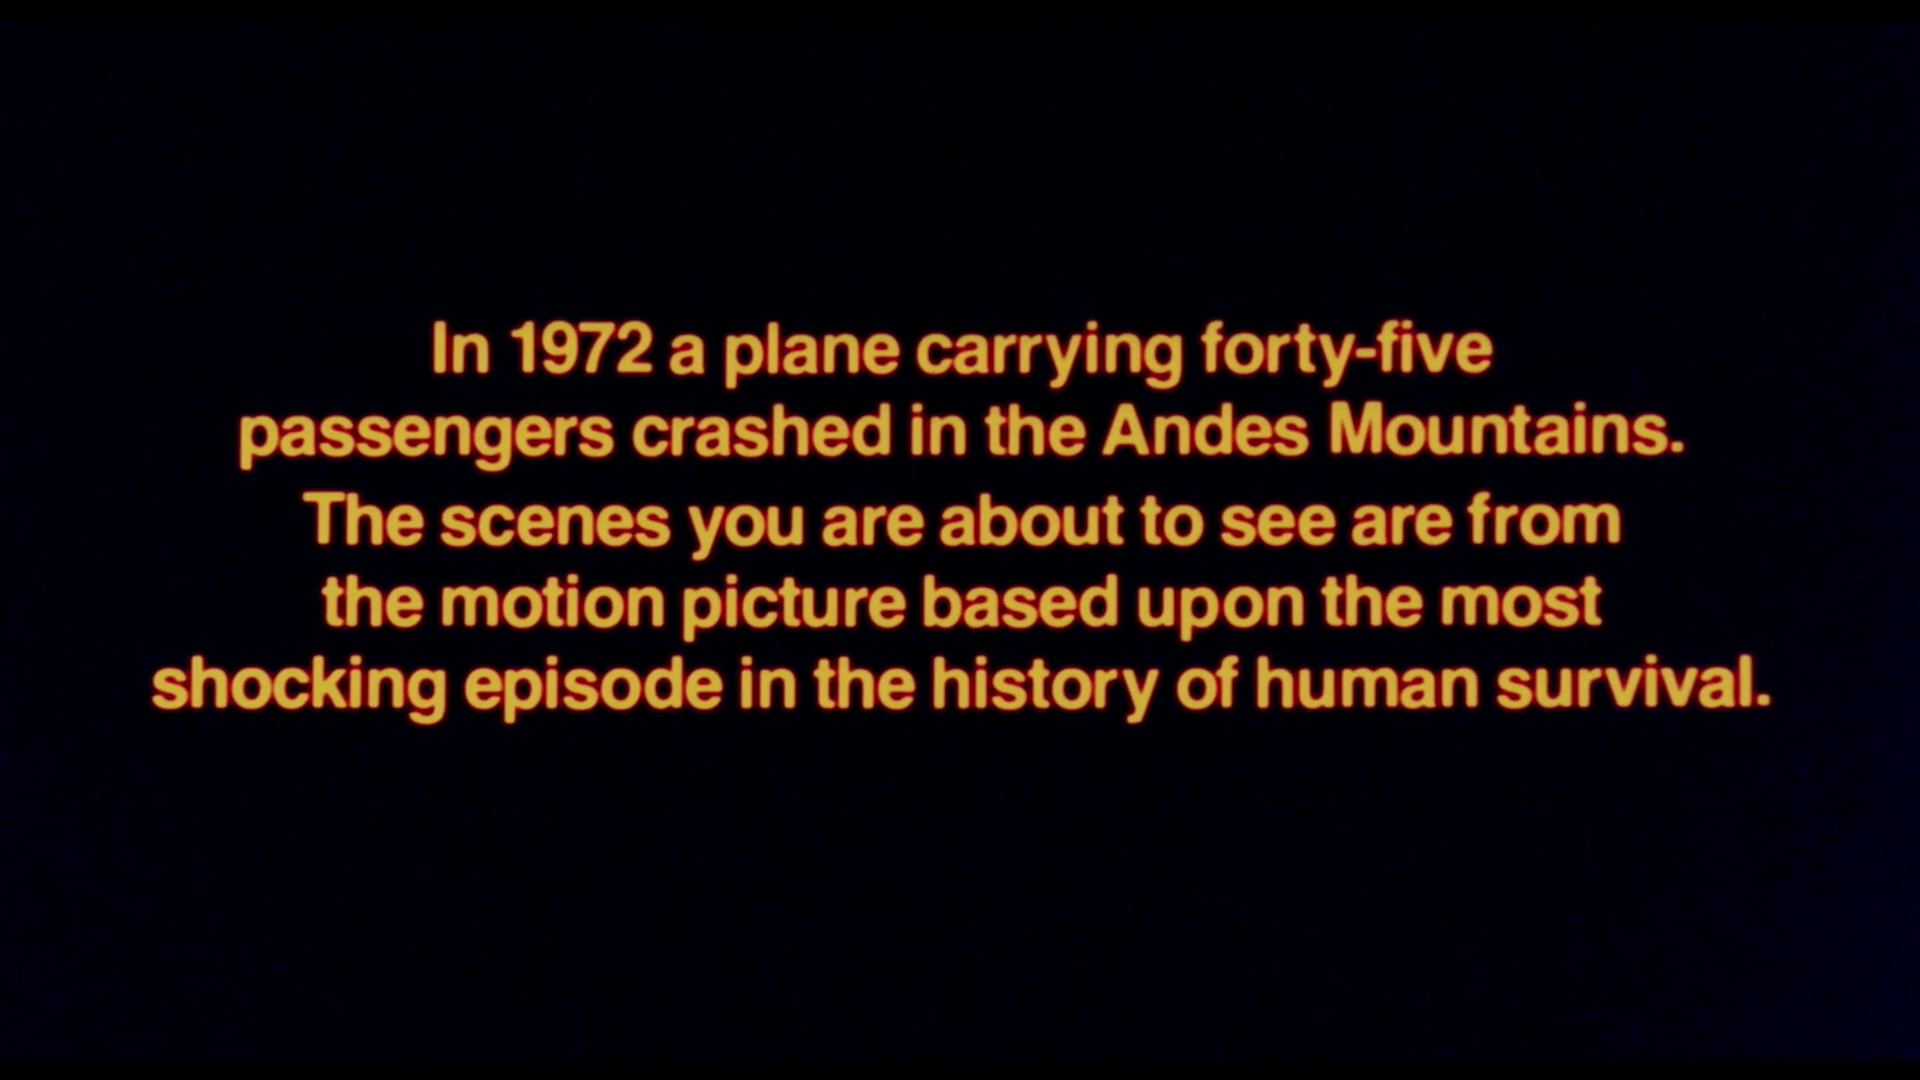 In 1972 a plane carrying forty-five
passengers crashed in the Andes Mountains.
The scenes you are about to see are from
the motion picture based upon the most
shocking episode in the history of human survival.